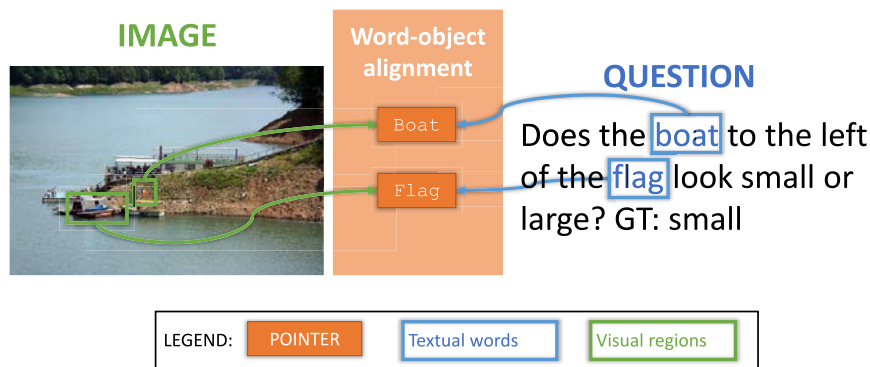 IMAGE
Word-object
alignment
QUESTION
Boat
Flag
Does the boat to the left
of the flag look small or
large? GT: small
LEGEND: POINTER Textual words Visual regions